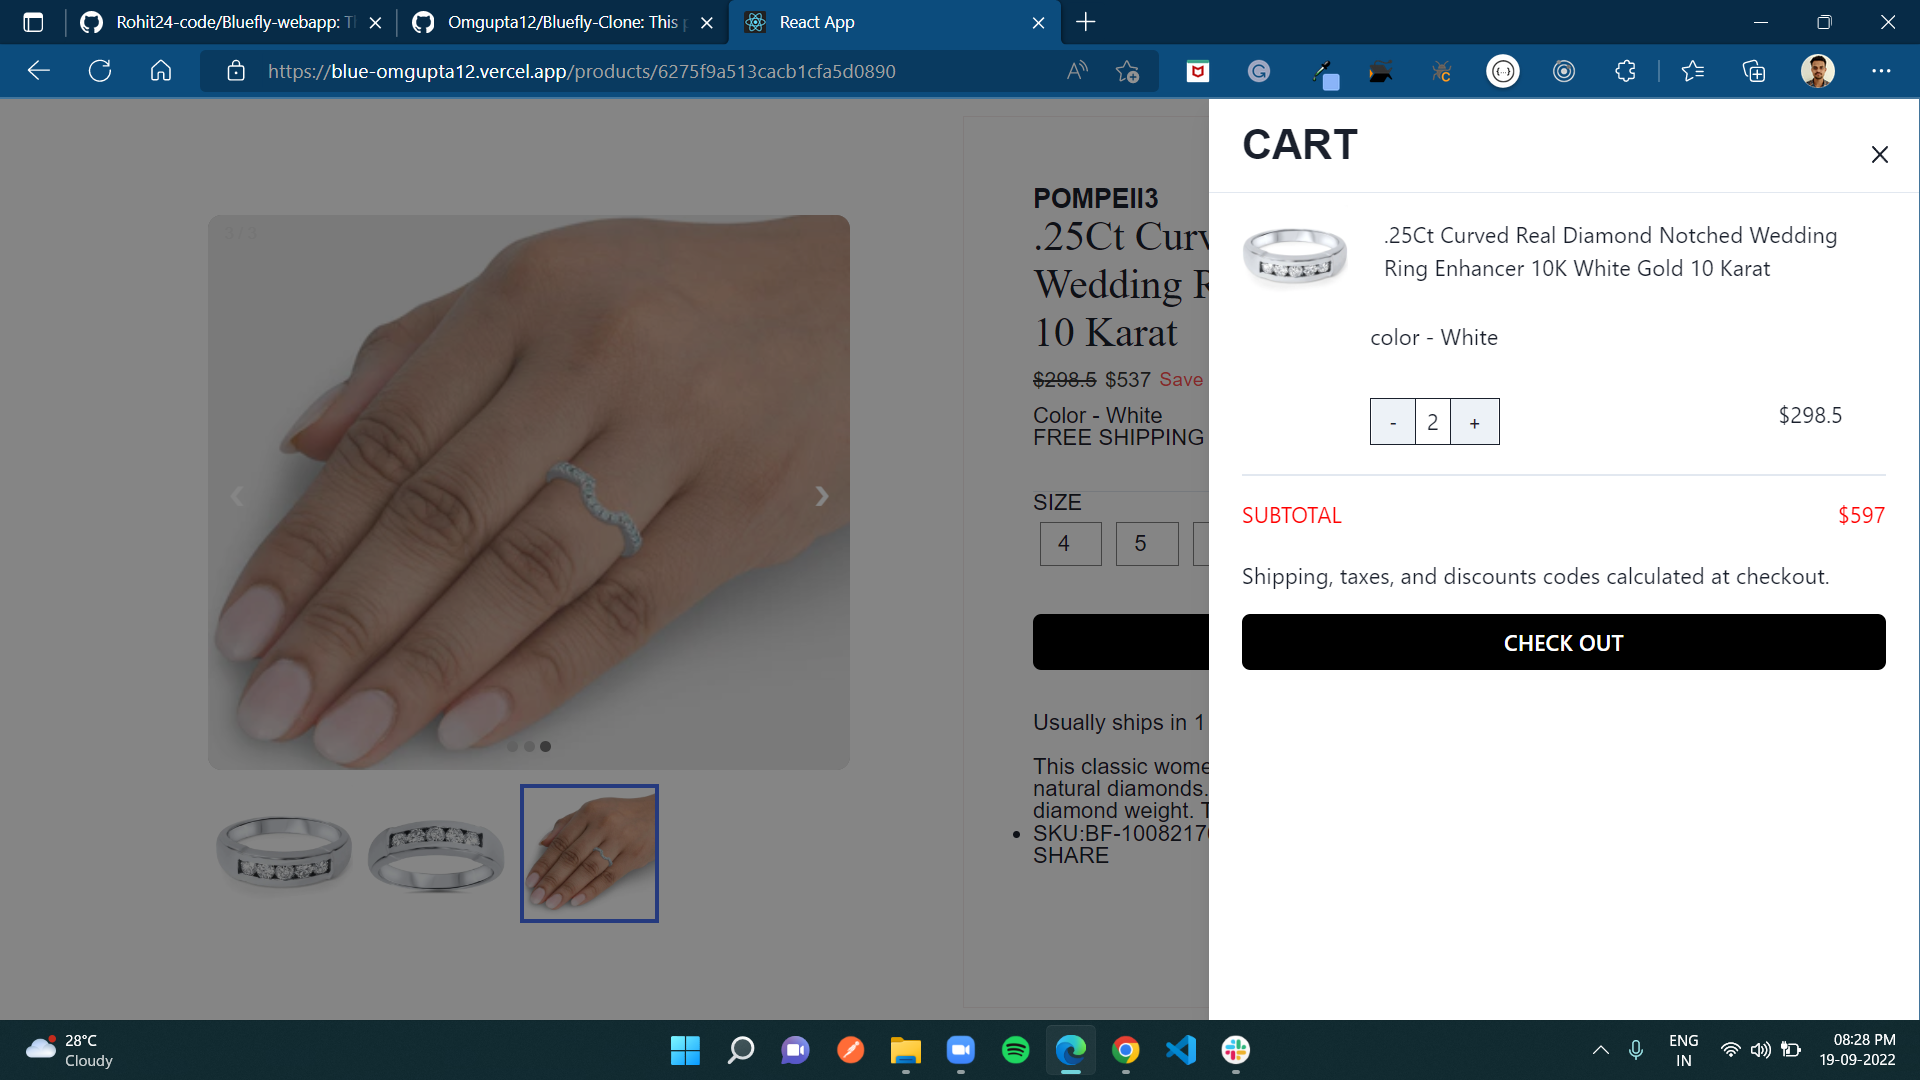 Rohit24-code/Bluefly-webapp: Th
Omgupta12/Bluefly-Clone: This p
React App
https://blue-omgupta12.vercel.app/products/6275f9a513cacb1cfa5d0890
3 / 3
POMPEII3
.25Ct Curv
Wedding R
10 Karat
$298.5 $537 Save
Color - White
FREE SHIPPING
SIZE
4 5
Usually ships in 1
This classic wome
natural diamonds.
diamond weight. T
SKU:BF-1008217
SHARE
CART
.25Ct Curved Real Diamond Notched Wedding
Ring Enhancer 10K White Gold 10 Karat
color - White
- 2 +
$298.5
SUBTOTAL $597
Shipping, taxes, and discounts codes calculated at checkout.
CHECK OUT
28°C
Cloudy
ENG
IN
08:28 PM
19-09-2022